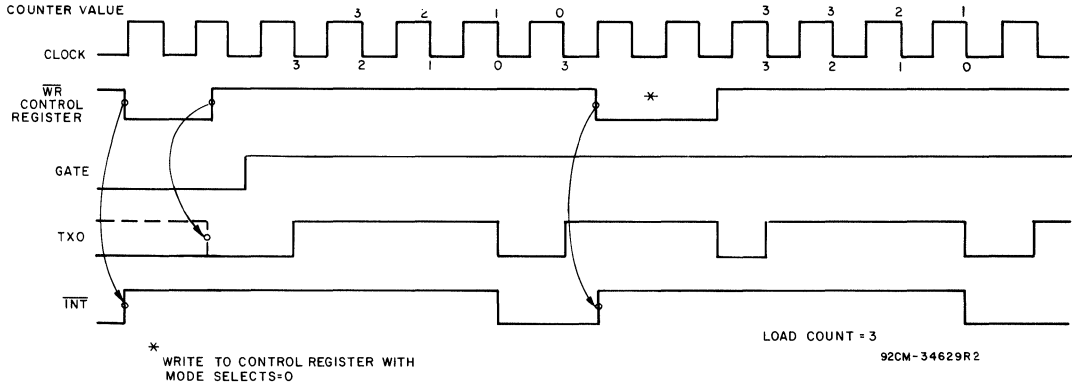 COUNTER VALUE
3 2 1 0 3 3 2 1
CLOCK
3 2 1 0 3 3 2 1 0
WR
CONTROL
REGISTER
*
GATE
TXO
INT
LOAD COUNT = 3
* WRITE TO CONTROL REGISTER WITH
MODE SELECTS=0
92CM-34629R2